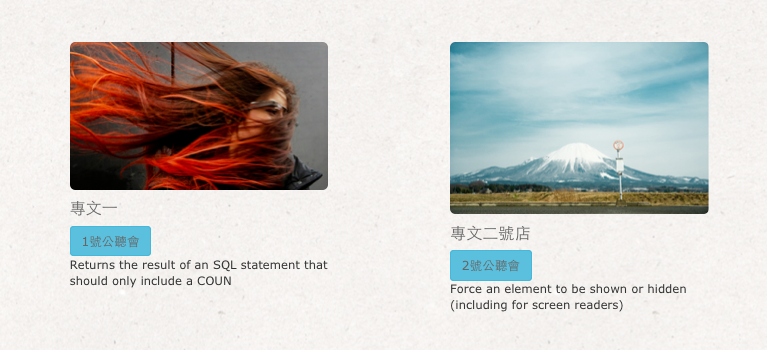 專文一
1號公聽會
Returns the result of an SQL statement that
should only include a COUN
專文二號店
2號公聽會
Force an element to be shown or hidden
(including for screen readers)